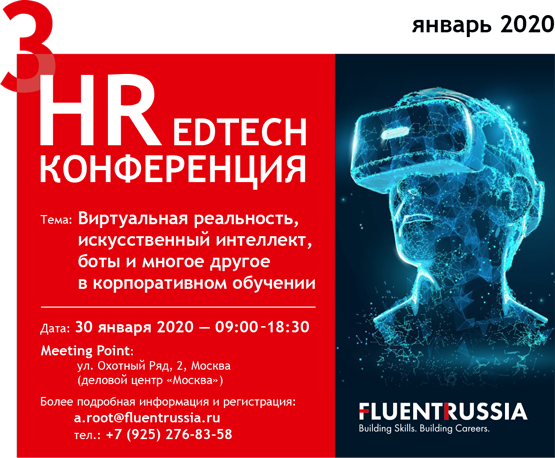 январь 2020
3
HR EDTECH
КОНФЕРЕНЦИЯ
Тема: Виртуальная реальность,
искусственный интеллект,
боты и многое другое
в корпоративном обучении
Дата: 30 января 2020 — 09:00-18:30
Meeting Point:
ул. Охотный Ряд, 2, Москва
(деловой центр «Москва»)
Более подробная информация и регистрация:
a.root@fluentrussia.ru
тел.: +7 (925) 276-83-58
FLUENTRUSSIA
Building Skills. Building Careers.